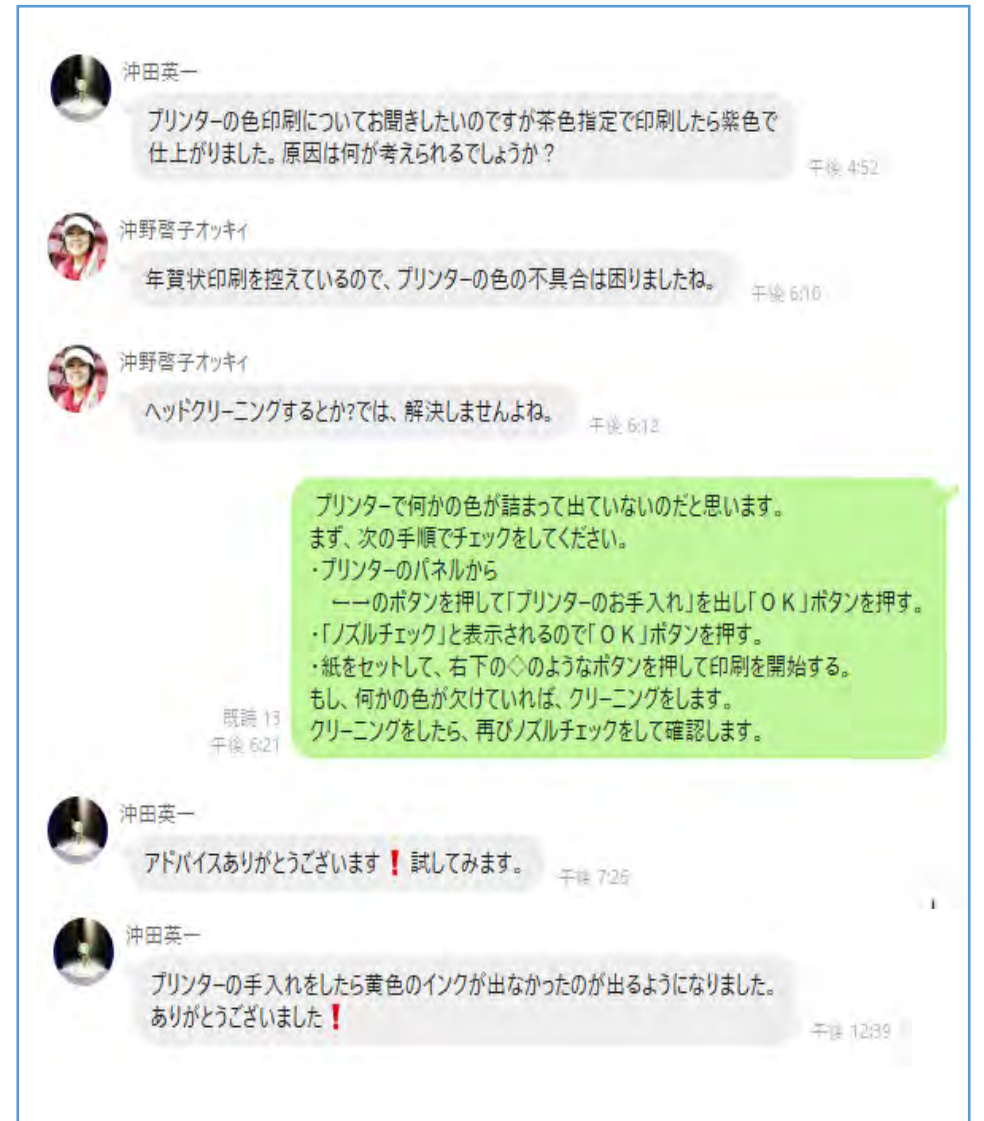 沖田英一
プリンターの色印刷についてお聞きしたいのですが茶色指定で印刷したら紫色で
仕上がりました。原因は何が考えられるでしょうか？
午後 4:52
沖野啓子オッキィ
年賀状印刷を控えているので、プリンターの色の不具合は困りましたね。
午後 6:10
沖野啓子オッキィ
ヘッドクリーニングするとか?では、解決しませんよね。
午後 6:12
プリンターで何かの色が詰まって出ていないのだと思います。
まず、次の手順でチェックをしてください。
・プリンターのパネルから
←→のボタンを押して「プリンターのお手入れ」を出し「ＯＫ」ボタンを押す。
・「ノズルチェック」と表示されるので「ＯＫ」ボタンを押す。
・紙をセットして、右下の◇のようなボタンを押して印刷を開始する。
もし、何かの色が欠けていれば、クリーニングをします。
クリーニングをしたら、再びノズルチェックをして確認します。
既読 13
午後 6:21
沖田英一
アドバイスありがとうございます❗試してみます。
午後 7:26
沖田英一
プリンターの手入れをしたら黄色のインクが出なかったのが出るようになりました。
ありがとうございました❗
午後 12:39